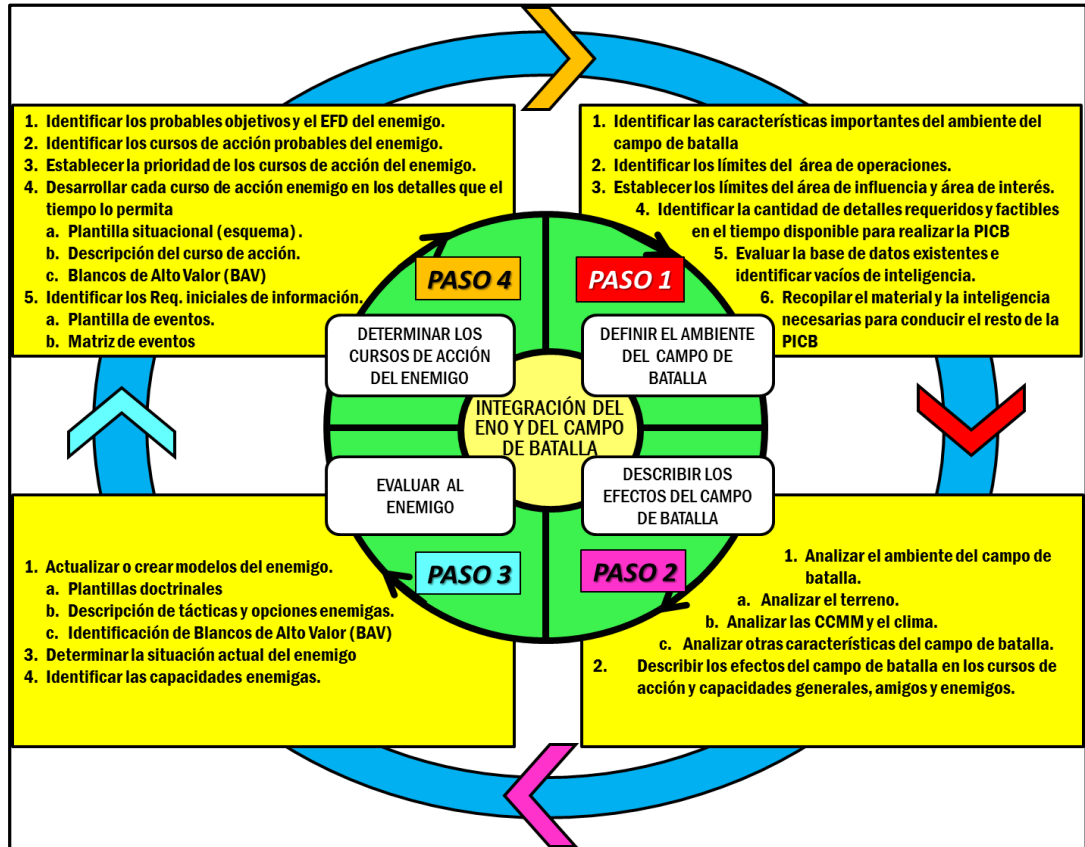 1. Identificar los probables objetivos y el EFD del enemigo.
2. Identificar los cursos de acción probables del enemigo.
3. Establecer la prioridad de los cursos de acción del enemigo.
4. Desarrollar cada curso de acción enemigo en los detalles que el
tiempo lo permita
a. Plantilla situacional (esquema) .
b. Descripción del curso de acción.
c. Blancos de Alto Valor (BAV)
5. Identificar los Req. iniciales de información.
a. Plantilla de eventos.
b. Matriz de eventos
1. Identificar las características importantes del ambiente del
campo de batalla
2. Identificar los límites del área de operaciones.
3. Establecer los límites del área de influencia y área de interés.
4. Identificar la cantidad de detalles requeridos y factibles
en el tiempo disponible para realizar la PICB
5. Evaluar la base de datos existentes e
identificar vacíos de inteligencia.
6. Recopilar el material y la inteligencia
necesarias para conducir el resto de la
PICB
PASO 4
PASO 1
DETERMINAR LOS
CURSOS DE ACCIÓN
DEL ENEMIGO
DEFINIR EL AMBIENTE
DEL CAMPO DE
BATALLA
INTEGRACIÓN DEL
ENO Y DEL CAMPO
DE BATALLA
EVALUAR AL
ENEMIGO
DESCRIBIR LOS
EFECTOS DEL CAMPO
DE BATALLA
PASO 3
PASO 2
1. Actualizar o crear modelos del enemigo.
a. Plantillas doctrinales
b. Descripción de tácticas y opciones enemigas.
c. Identificación de Blancos de Alto Valor (BAV)
3. Determinar la situación actual del enemigo
4. Identificar las capacidades enemigas.
1. Analizar el ambiente del campo de
batalla.
a. Analizar el terreno.
b. Analizar las CCMM y el clima.
c. Analizar otras características del campo de batalla.
2. Describir los efectos del campo de batalla en los cursos de
acción y capacidades generales, amigos y enemigos.